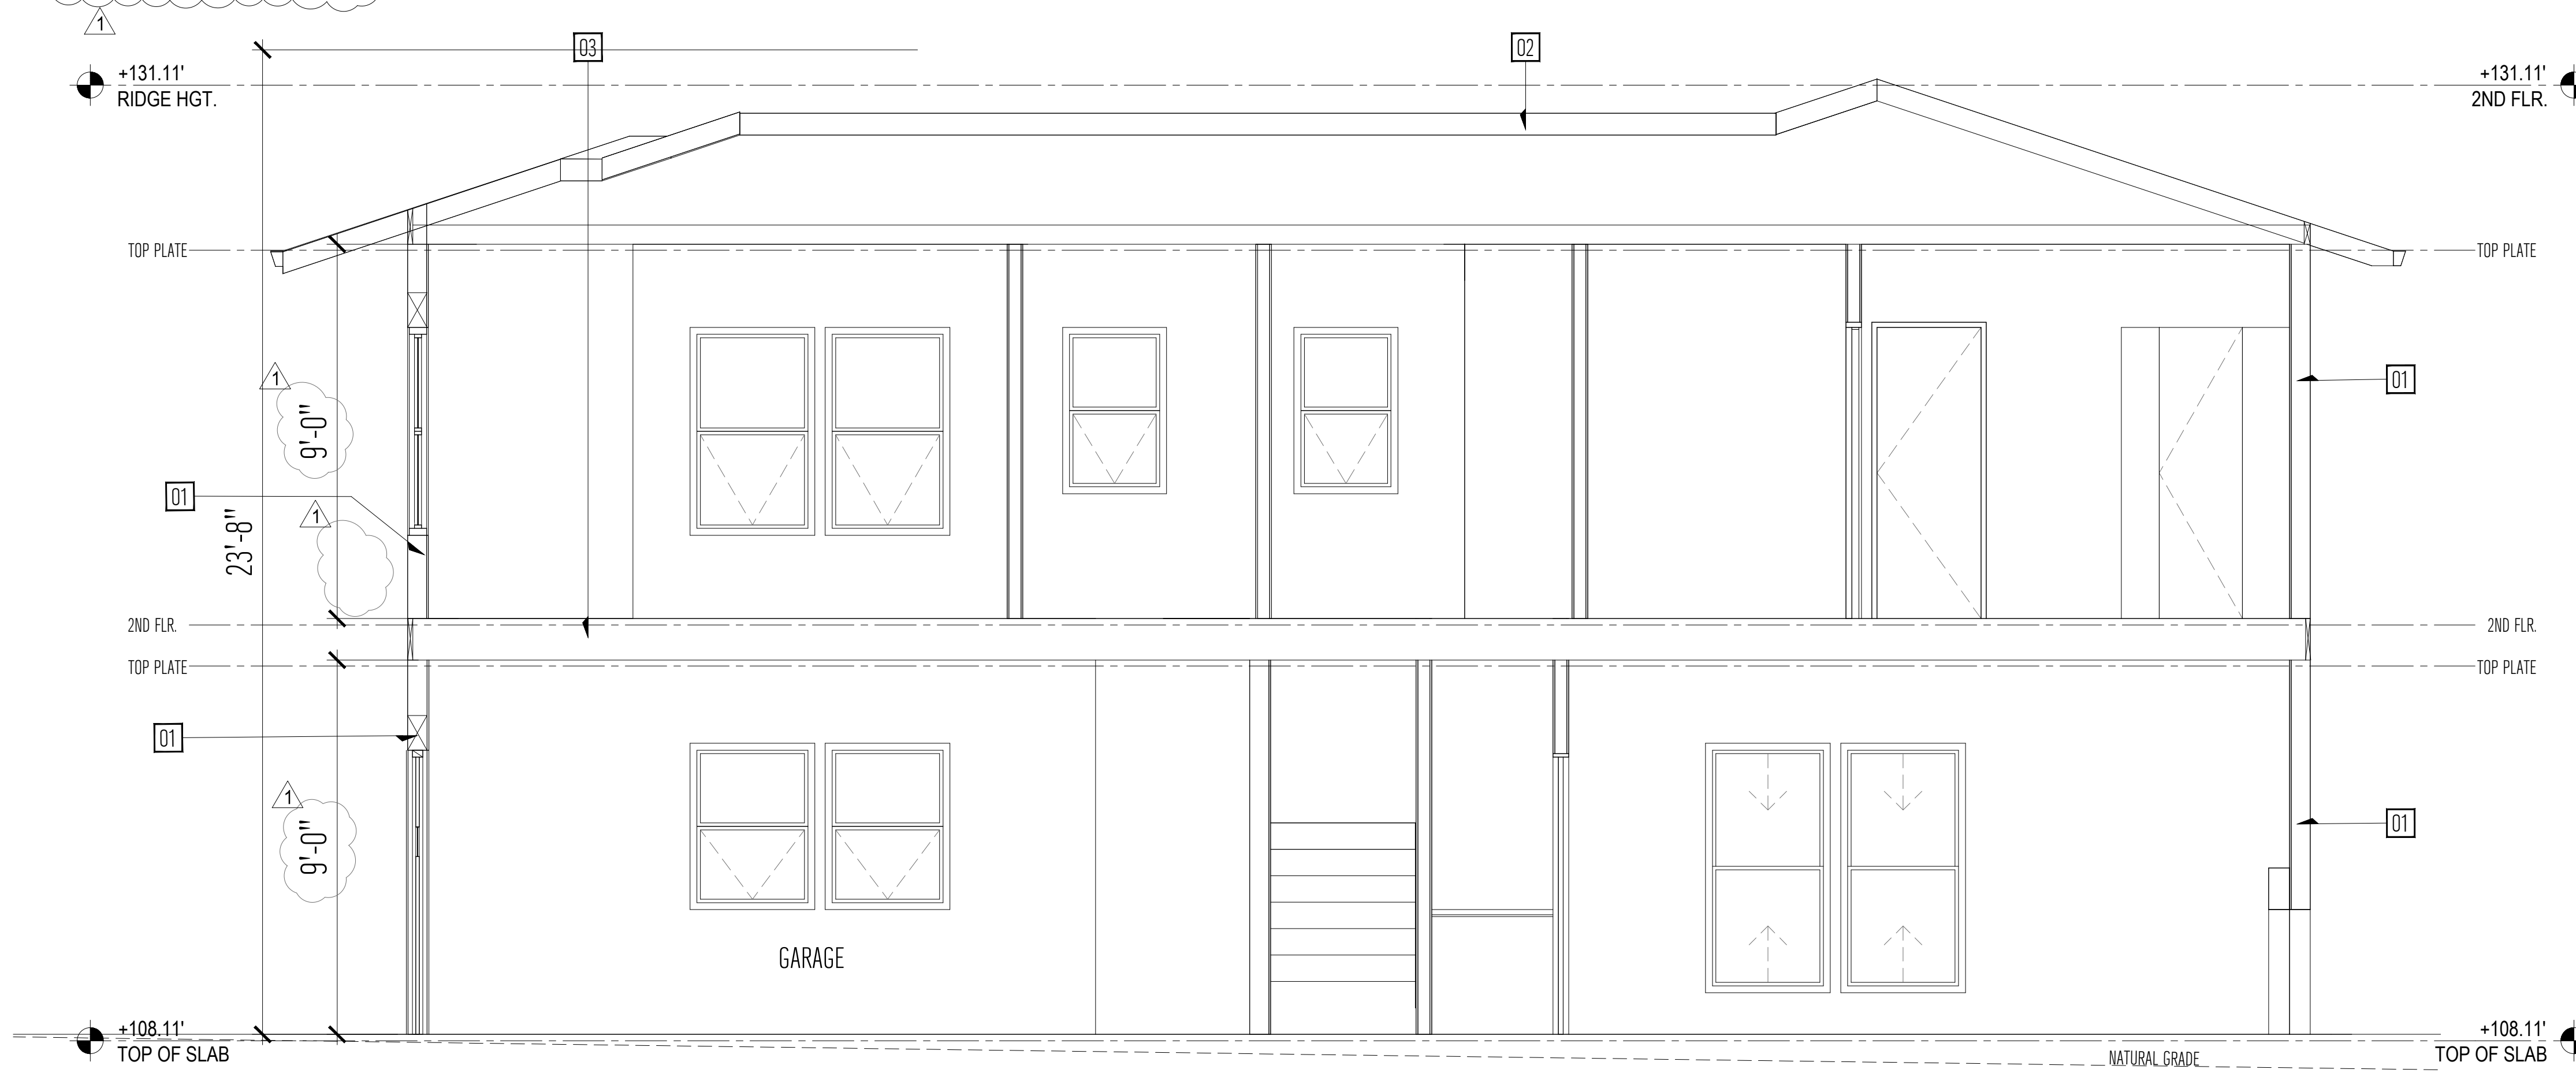 1
03
02
+131.11'
RIDGE HGT.
+131.11'
2ND FLR.
TOP PLATE
TOP PLATE
1
9'-0"
01
01
23'-8"
1
2ND FLR.
2ND FLR.
TOP PLATE
TOP PLATE
01
1
9'-0"
01
GARAGE
+108.11'
TOP OF SLAB
+108.11'
TOP OF SLAB
NATURAL GRADE